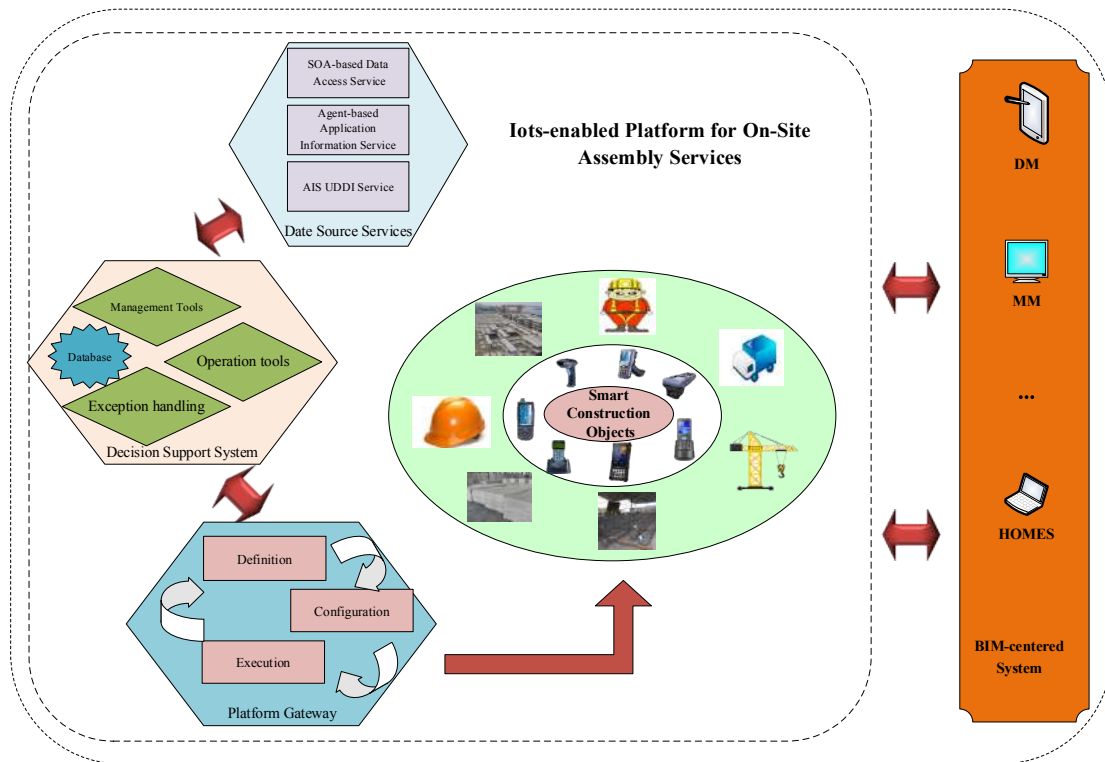 SOA-based Data
Access Service
Agent-based
Application
Information Service
AIS UDDI Service
Date Source Services
Iots-enabled Platform for On-Site
Assembly Services
Management Tools
Database
Operation tools
Exception handling
Decision Support System
Definition
Configuration
Execution
Platform Gateway
Smart
Construction
Objects
DM
MM
...
HOMES
BIM-centered
System